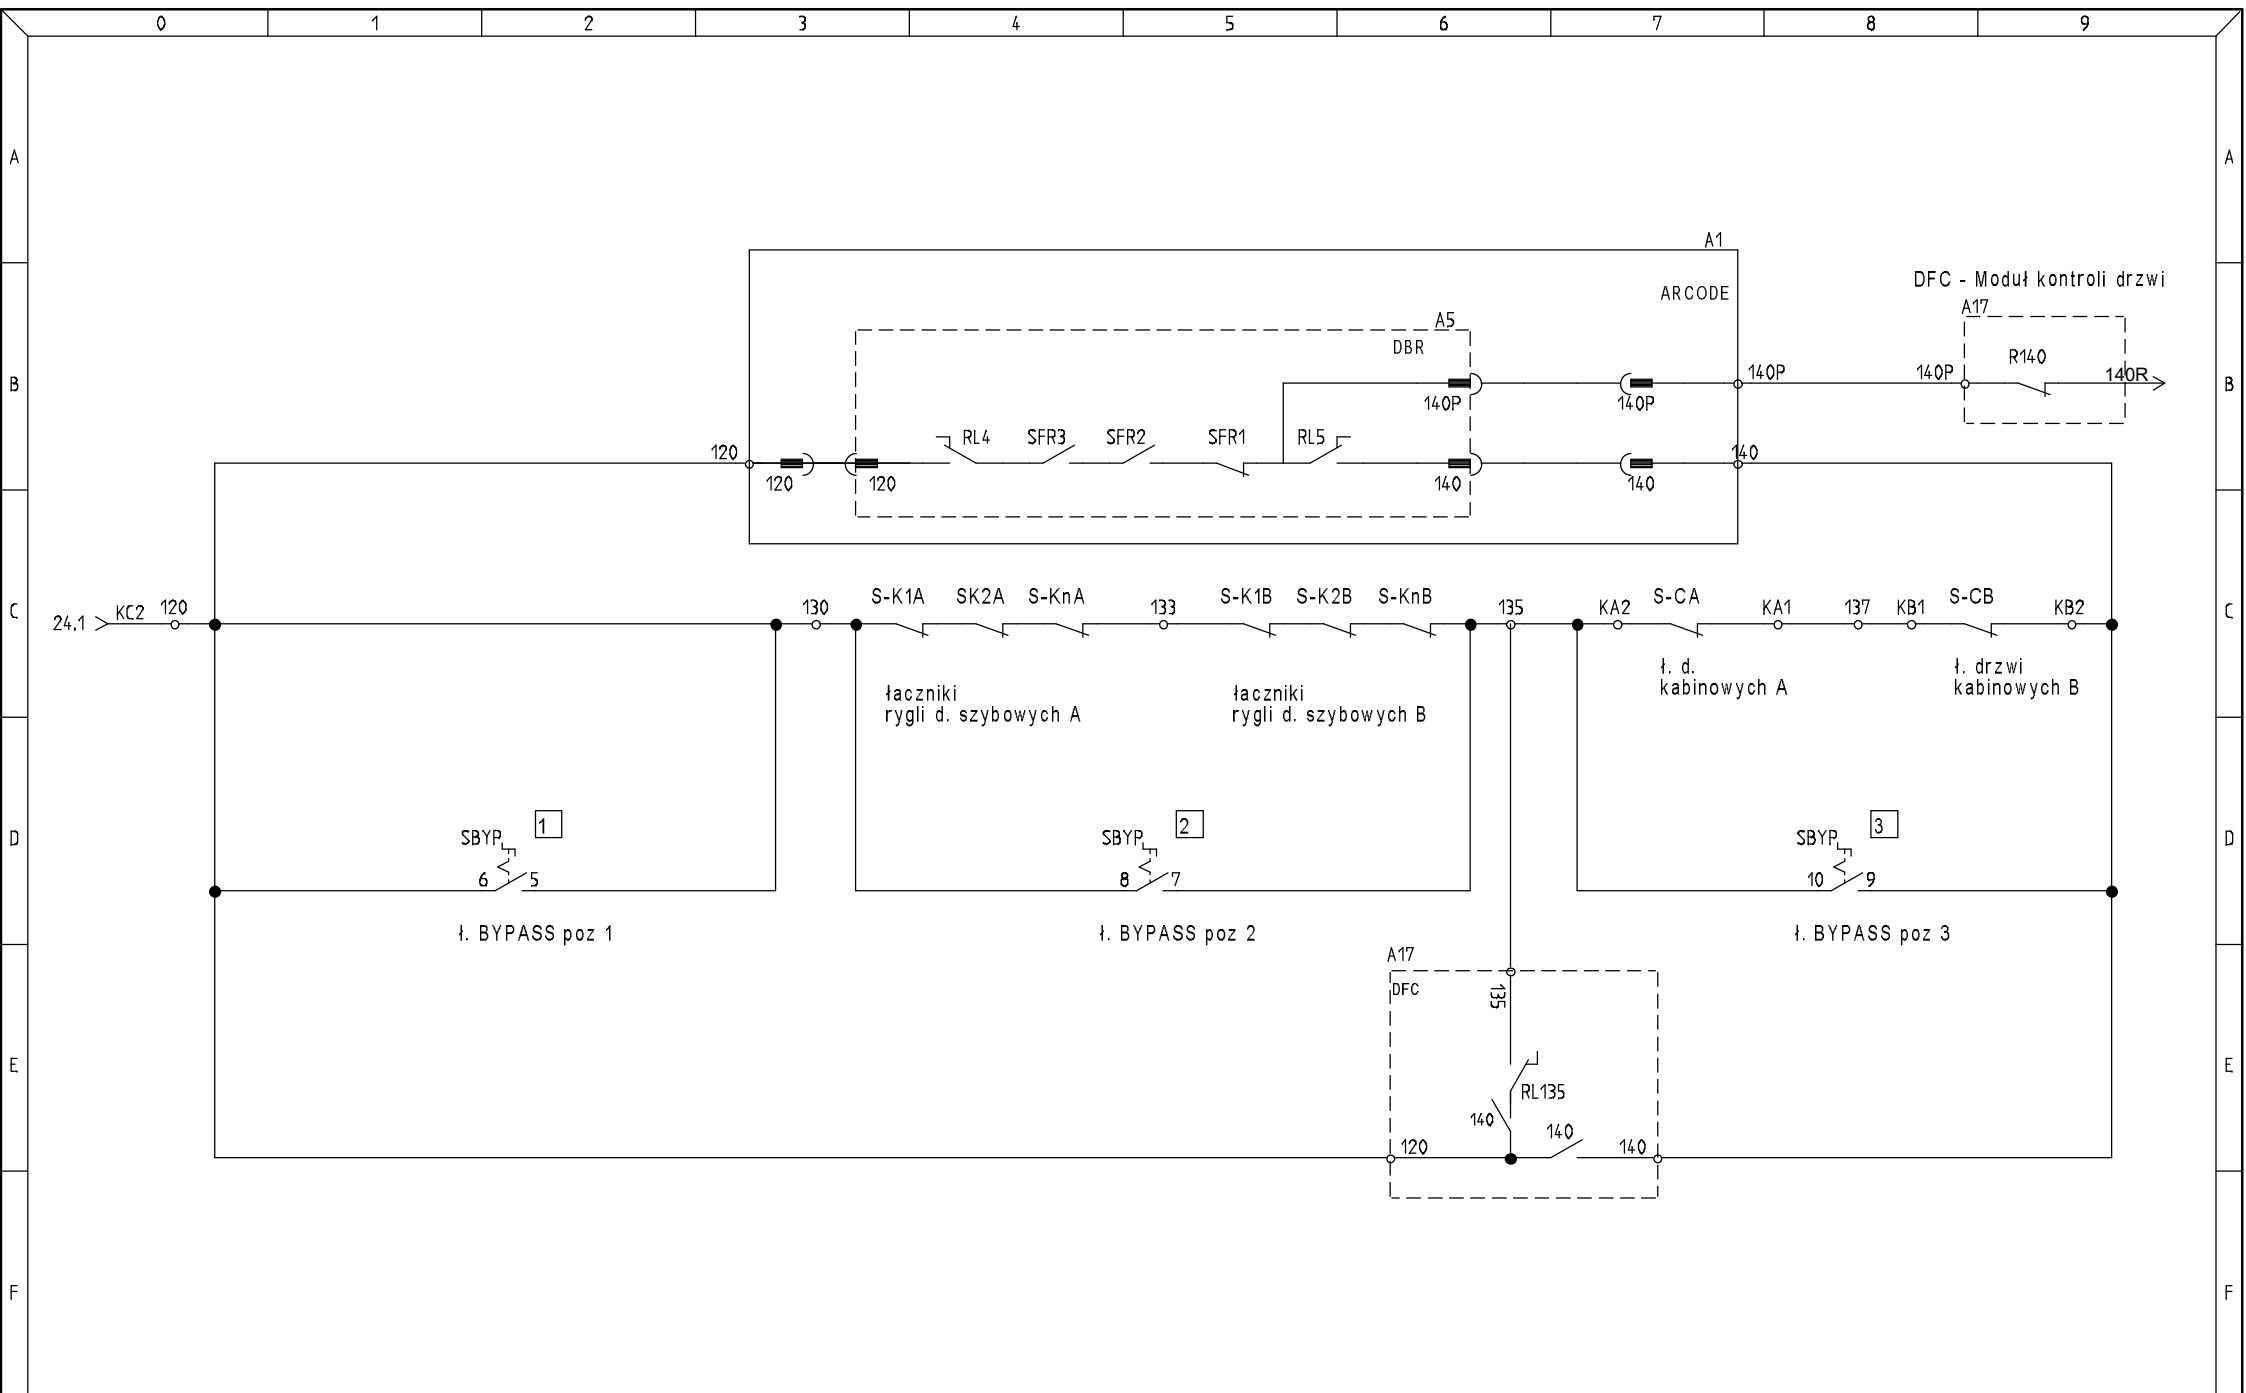 0 1 2 3 4 5 6 7 8 9
A A
A1
ARCODE
DFC - Moduł kontroli drzwi
A17
A5
DBR
R140
B B
140P 140P 140R
140P 140P
RL4 SFR3 SFR2 SFR1 RL5
120 140
120 120 140 140
S-K1A SK2A S-KnA S-K1B S-K2B S-KnB S-CA S-CB
C C
24.1 KC2 120 130 133 135 KA2 KA1 137 KB1 KB2
łaczniki
rygli d. szybowych A
łaczniki
rygli d. szybowych B
ł. d.
kabinowych A
ł. drzwi
kabinowych B
1 2 3
D D
SBYP SBYP SBYP
6 5 8 7 10 9
ł. BYPASS poz 1 ł. BYPASS poz 2 ł. BYPASS poz 3
A17
DFC
135
E E
RL135
140 140
120 140
F F